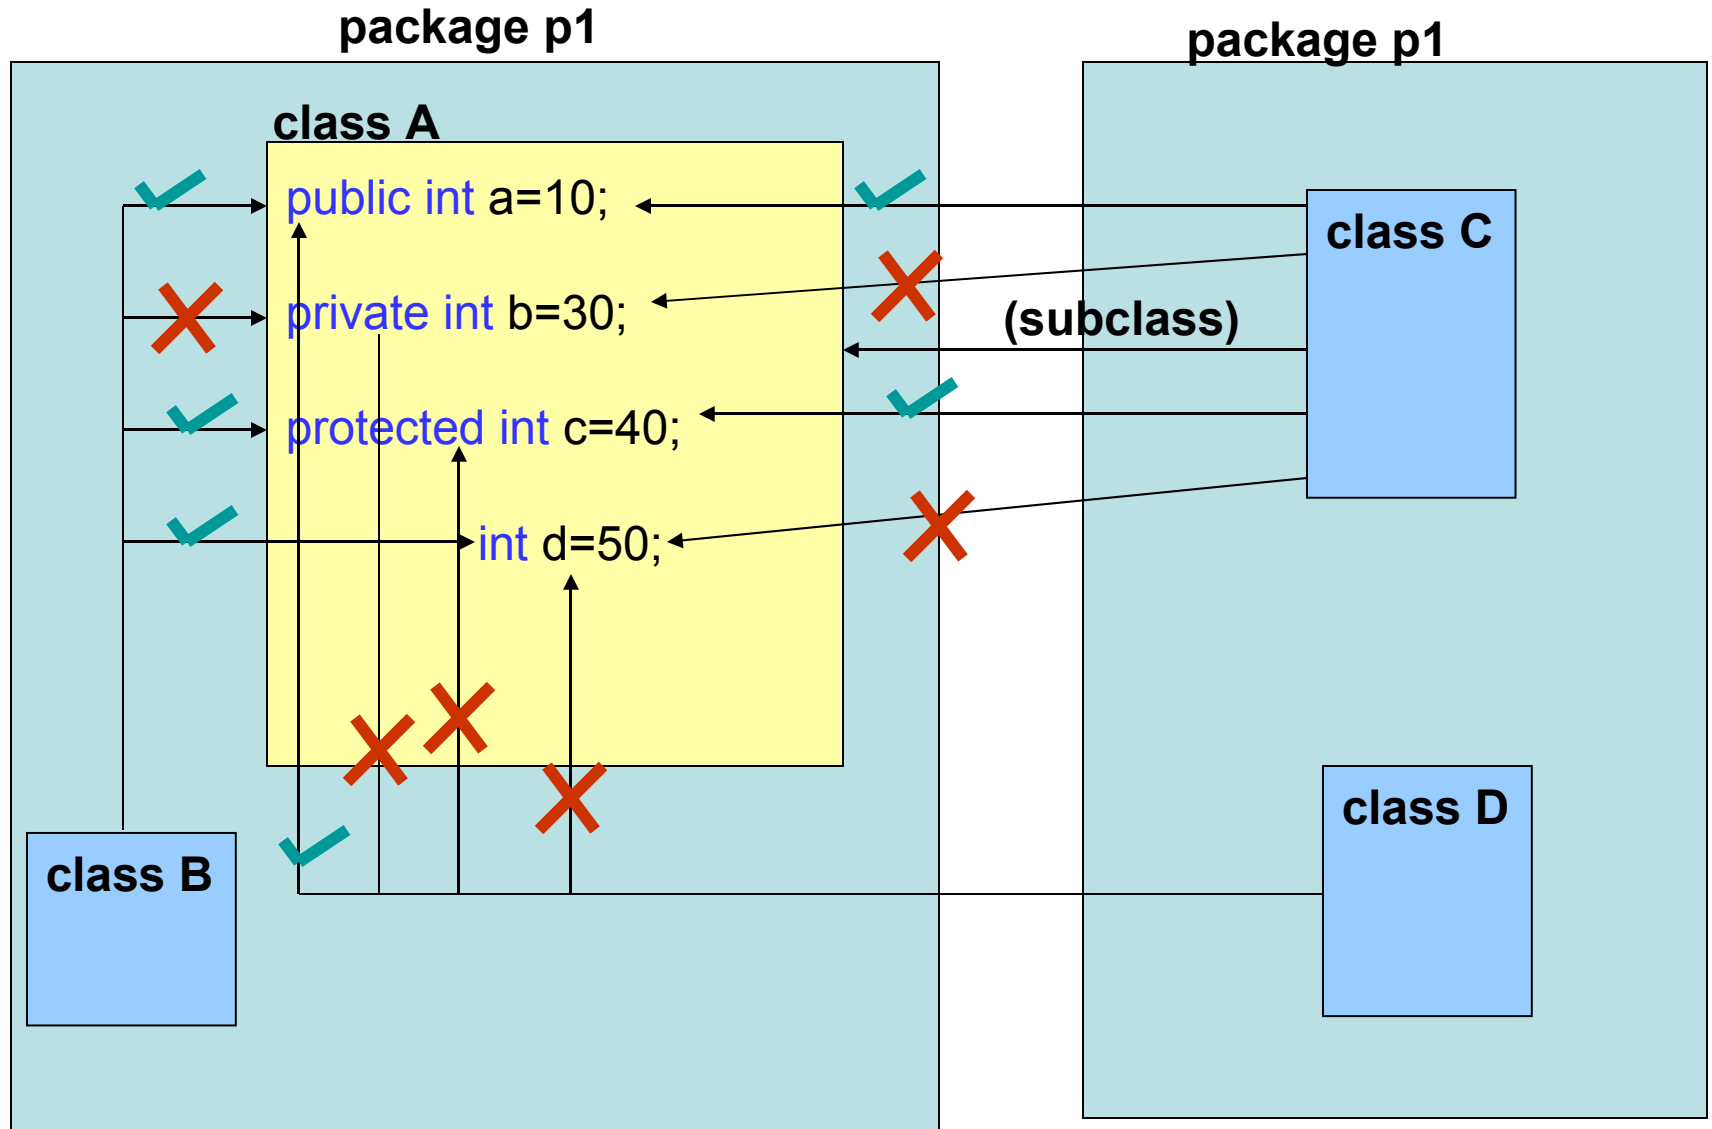 package p1
package p1
class A
public int a=10;
private int b=30;
protected int c=40;
int d=50;
class C
(subclass)
class D
class B